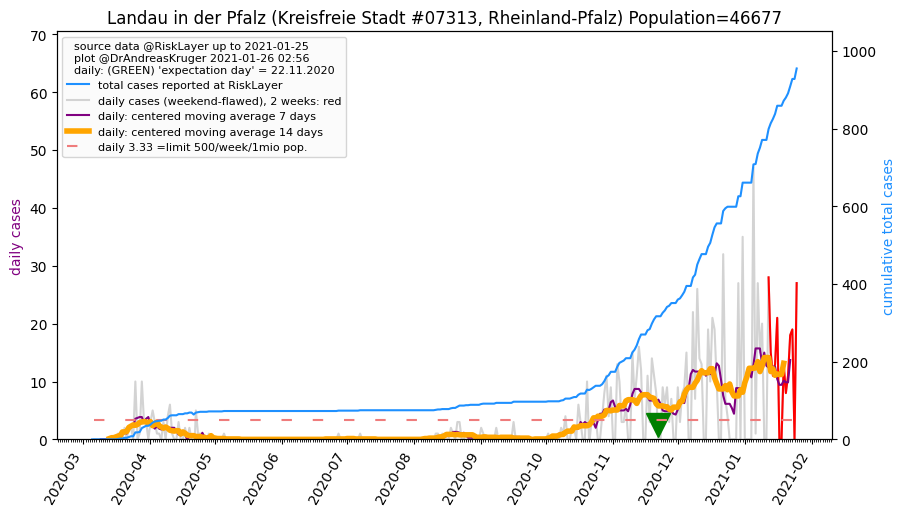 Landau in der Pfalz (Kreisfreie Stadt #07313, Rheinland-Pfalz) Population=46677
source data @RiskLayer up to 2021-01-25
plot @DrAndreasKruger 2021-01-26 02:56
daily: (GREEN) 'expectation day' = 22.11.2020
total cases reported at RiskLayer
daily cases (weekend-flawed), 2 weeks: red
daily: centered moving average 7 days
daily: centered moving average 14 days
daily 3.33 =limit 500/week/1mio pop.
daily cases
70
60
50
40
30
20
10
0
cumulative total cases
1000
800
600
400
200
0
2020-03
2020-04
2020-05
2020-06
2020-07
2020-08
2020-09
2020-10
2020-11
2020-12
2021-01
2021-02